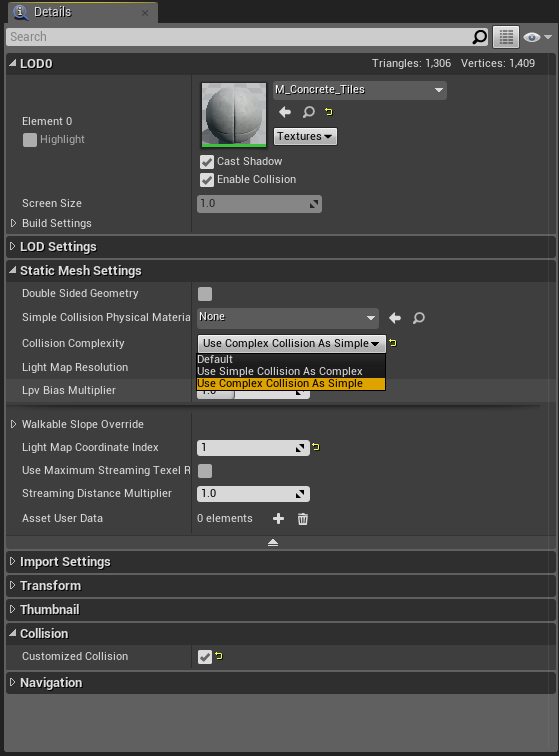 Details
Search
LOD0 Triangles: 1,306 Vertices: 1,409
M_Concrete_Tiles
Element 0
Highlight
Textures
Cast Shadow
Enable Collision
Screen Size 1.0
Build Settings
LOD Settings
Static Mesh Settings
Double Sided Geometry
Simple Collision Physical Materia None
Collision Complexity Use Complex Collision As Simple
Default
Light Map Resolution Use Simple Collision As Complex
Use Complex Collision As Simple
Lpv Bias Multiplier 1.0
Walkable Slope Override
Light Map Coordinate Index 1
Use Maximum Streaming Texel R
Streaming Distance Multiplier 1.0
Asset User Data 0 elements
Import Settings
Transform
Thumbnail
Collision
Customized Collision
Navigation